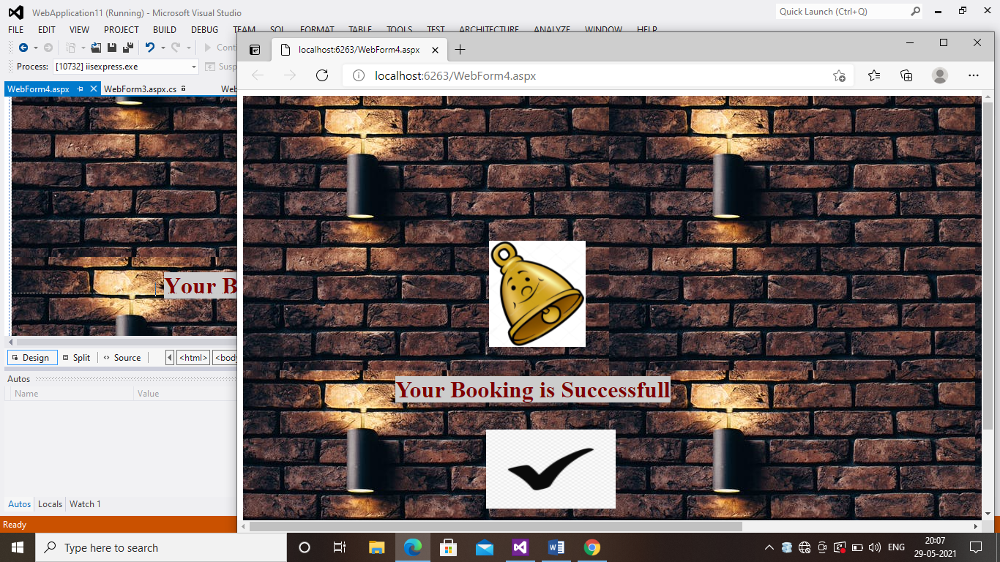 WebApplication11 (Running) - Microsoft Visual Studio
Quick Launch (Ctrl+Q)
FILE EDIT VIEW PROJECT BUILD DEBUG TEAM SQL FORMAT TABLE TOOLS TEST ARCHITECTURE ANALYZE WINDOW HELP
Cont
Process: [10732] iisexpress.exe
Susp
WebForm4.aspx WebForm3.aspx.cs Web
localhost:6263/WebForm4.aspx
localhost:6263/WebForm4.aspx
Your B
Design Split Source <html> <body
Autos
Name Value
Autos Locals Watch 1
Ready
Your Booking is Successfull
Type here to search
ENG
20:07
29-05-2021